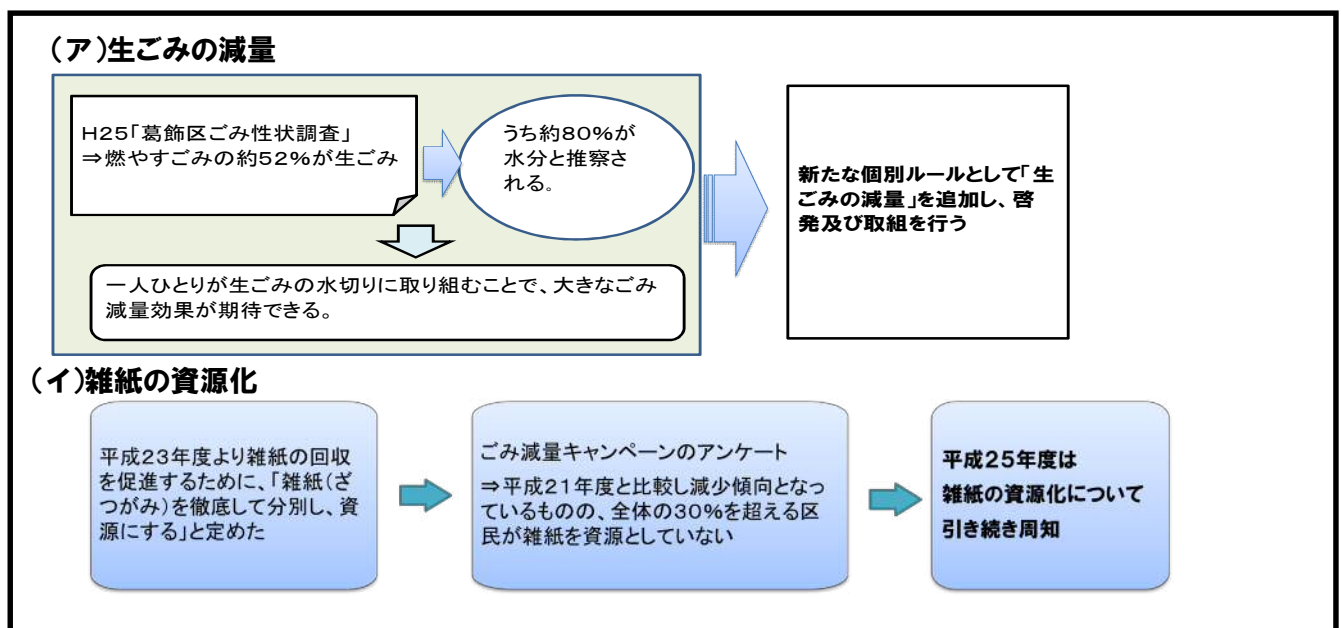 （ア）生ごみの減量
H25「葛飾区ごみ性状調査」
⇒燃やすごみの約52%が生ごみ
うち約80%が
水分と推察さ
れる。
一人ひとりが生ごみの水切りに取り組むことで、大きなごみ
減量効果が期待できる。
新たな個別ルールとして「生
ごみの減量」を追加し、啓
発及び取組を行う
（イ）雑紙の資源化
平成23年度より雑紙の回収
を促進するために、「雑紙（ざ
つがみ）を徹底して分別し、資
源にする」と定めた
ごみ減量キャンペーンのアンケート
⇒平成21年度と比較し減少傾向となっ
ているものの、全体の30%を超える区
民が雑紙を資源としていない
平成25年度は
雑紙の資源化について
引き続き周知